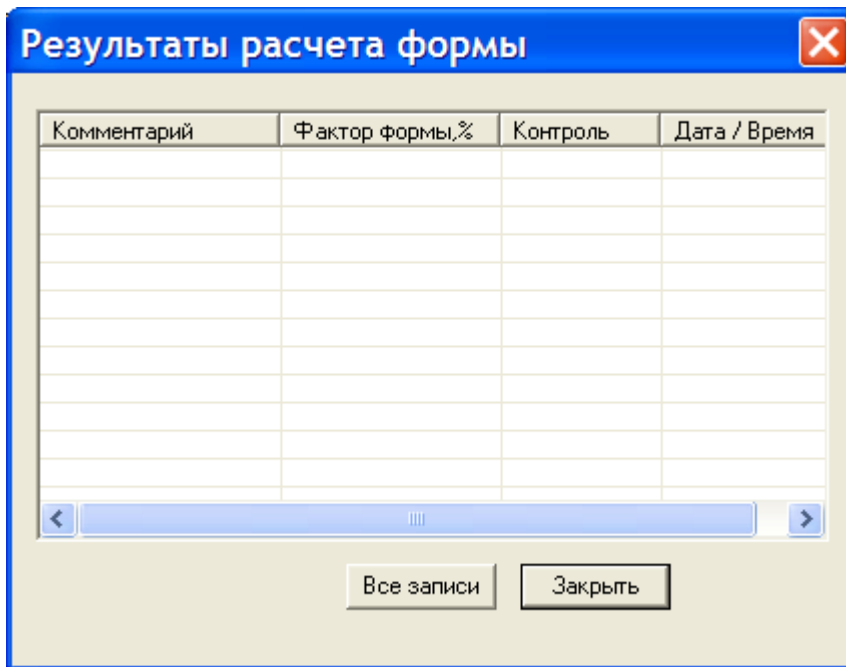 Результаты расчета формы
Комментарий Фактор формы,% Контроль Дата / Время
Все записи Закрыть